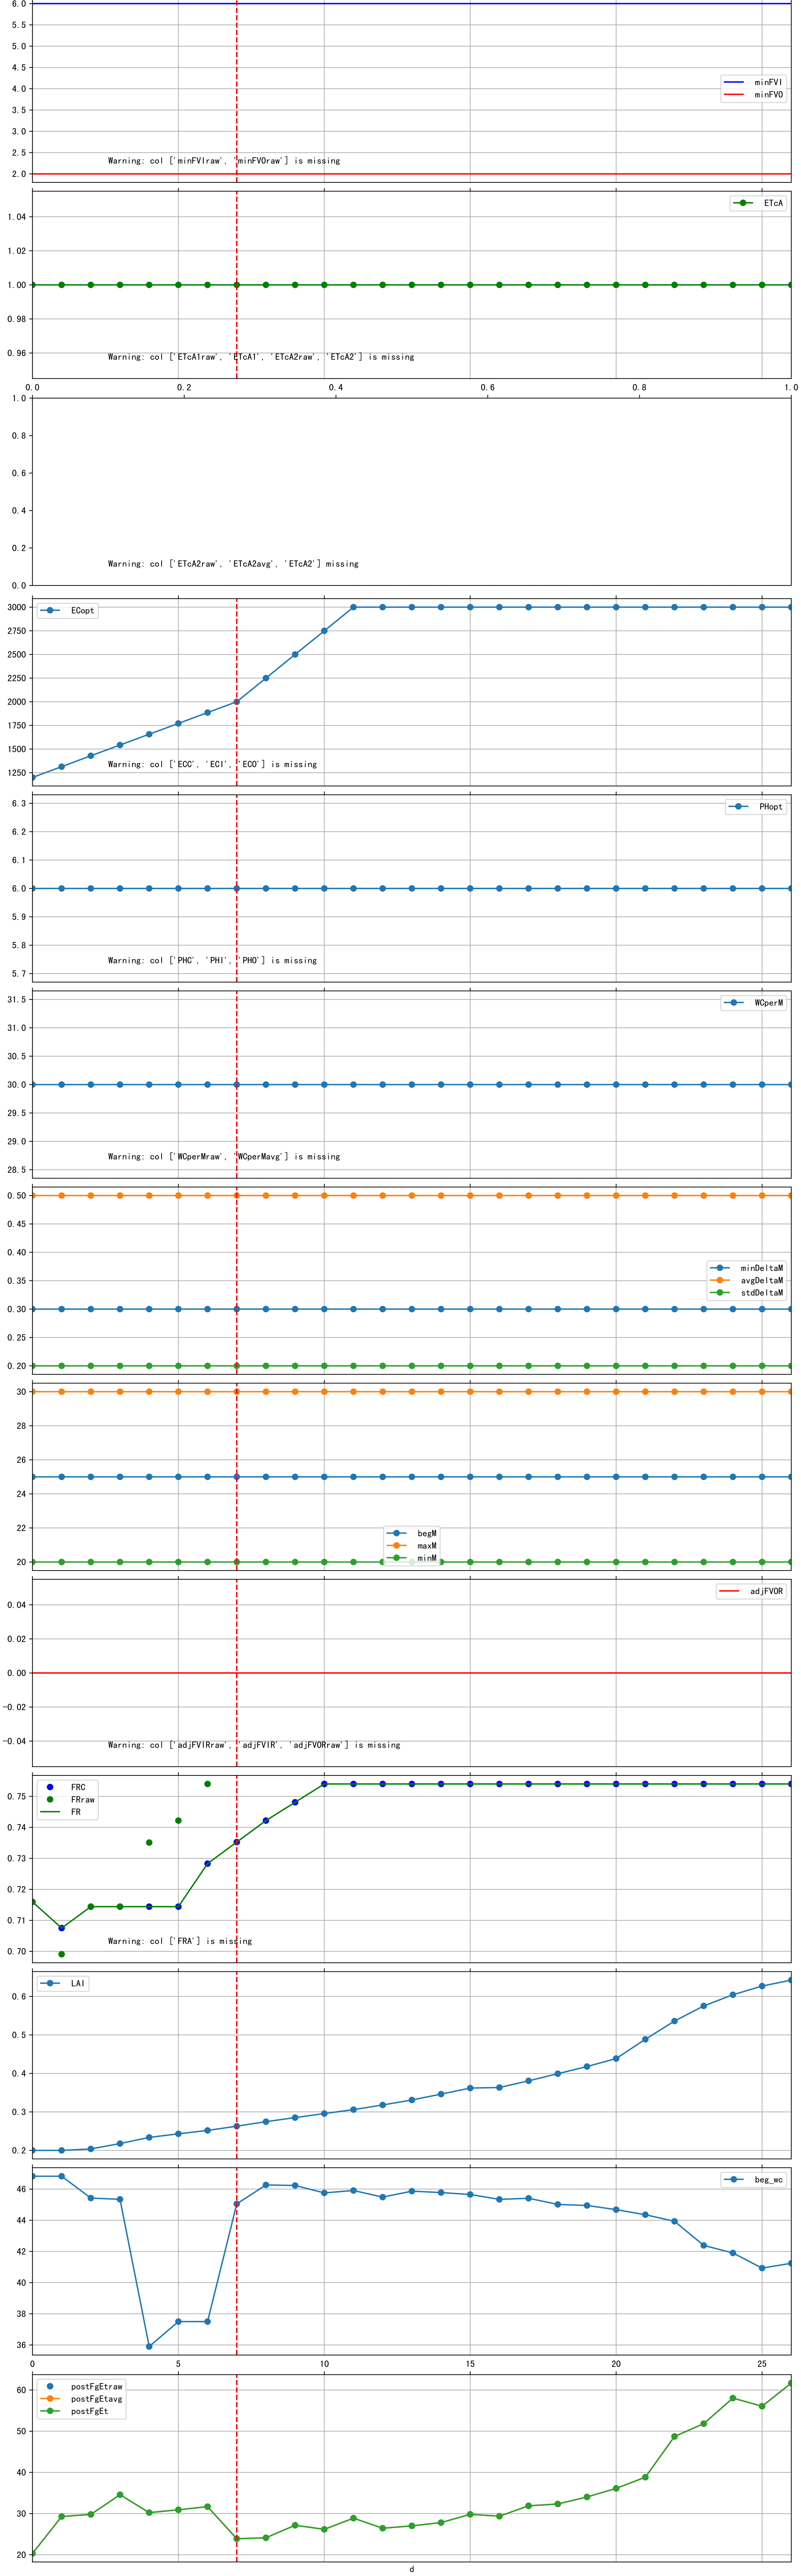 6.0
5.5
5.0
4.5
4.0
3.5
3.0
2.5
2.0
minFVI
minFVO
Warning: col ['minFVIraw', 'minFVOraw'] is missing
ETcA
1.04
1.02
1.00
0.98
0.96
Warning: col ['ETcA1raw', 'ETcA1', 'ETcA2raw', 'ETcA2'] is missing
0.0 0.2 0.4 0.6 0.8 1.0
1.0
0.8
0.6
0.4
0.2
0.0
Warning: col ['ETcA2raw', 'ETcA2avg', 'ETcA2'] missing
ECopt
3000
2750
2500
2250
2000
1750
1500
1250
Warning: col ['ECC', 'ECI', 'ECO'] is missing
PHopt
6.3
6.2
6.1
6.0
5.9
5.8
5.7
Warning: col ['PHC', 'PHI', 'PHO'] is missing
WCperM
31.5
31.0
30.5
30.0
29.5
29.0
28.5
Warning: col ['WCperMraw', 'WCperMavg'] is missing
0.50
0.45
0.40
0.35
0.30
0.25
0.20
minDeltaM
avgDeltaM
stdDeltaM
30
28
26
24
22
20
begM
maxM
minM
adjFVOR
0.04
0.02
0.00
-0.02
-0.04
Warning: col ['adjFVIRraw', 'adjFVIR', 'adjFVORraw'] is missing
FRC
FRraw
FR
0.75
0.74
0.73
0.72
0.71
0.70
Warning: col ['FRA'] is missing
LAI
0.6
0.5
0.4
0.3
0.2
beg_wc
46
44
42
40
38
36
0 5 10 15 20 25
postFgEtraw
postFgEtavg
postFgEt
60
50
40
30
20
d